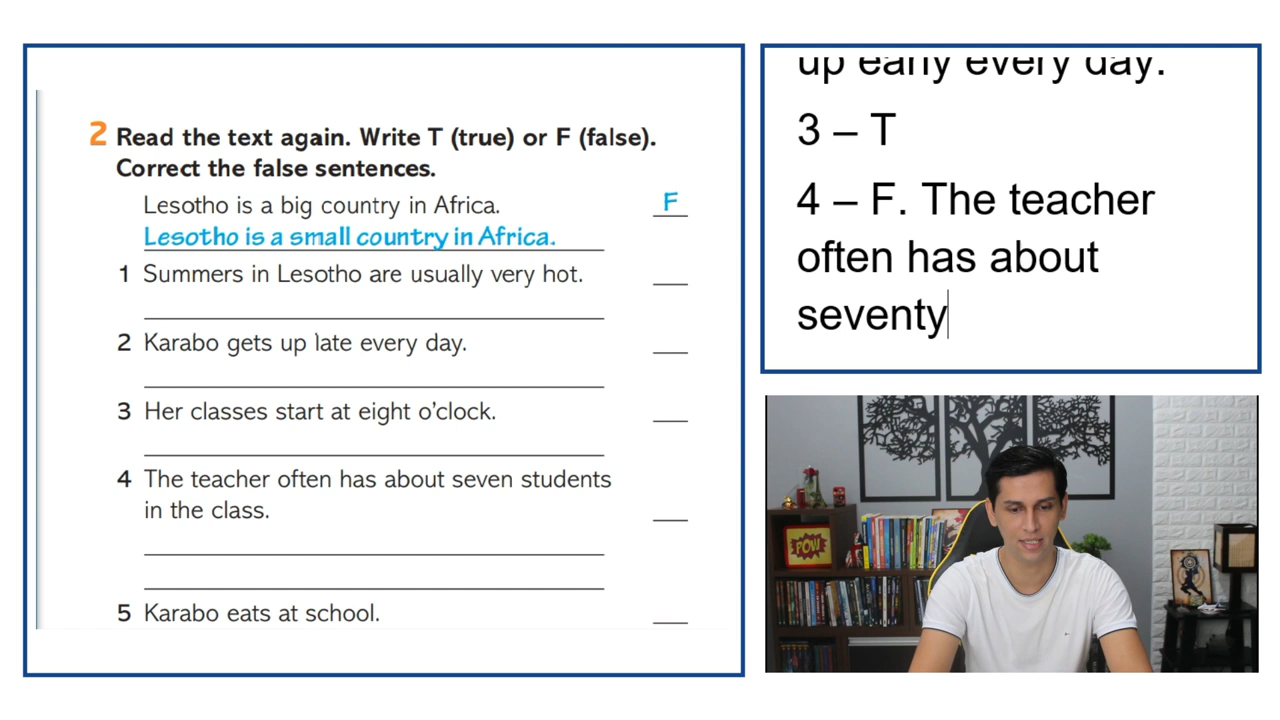 2 Read the text again. Write T (true) or F (false).
Correct the false sentences.
Lesotho is a big country in Africa. F
Lesotho is a small country in Africa.
1 Summers in Lesotho are usually very hot.
2 Karabo gets up late every day.
3 Her classes start at eight o'clock.
4 The teacher often has about seven students
in the class.
5 Karabo eats at school.
up early every day.
3 – T
4 – F. The teacher
often has about
seventy
POW!